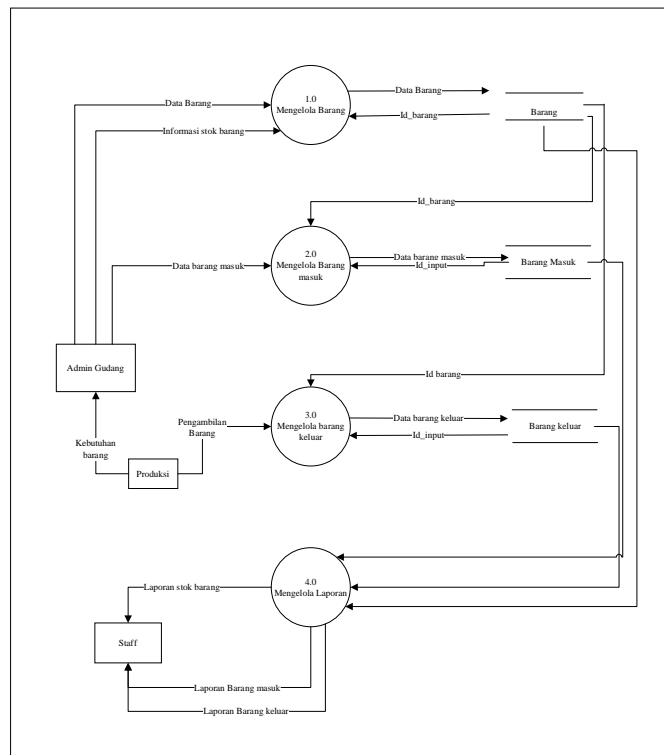 1.0
Mengelola Barang
Data Barang
Data Barang
Id_barang
Barang
Informasi stok barang
Id_barang
2.0
Mengelola Barang
masuk
Data barang masuk
Data barang masuk
Id_input
Barang Masuk
Admin Gudang
Id barang
3.0
Mengelola barang
keluar
Pengambilan
Barang
Data barang keluar
Id_input
Barang keluar
Kebutuhan
barang
Produksi
4.0
Mengelola Laporan
Laporan stok barang
Staff
Laporan Barang masuk
Laporan Barang keluar